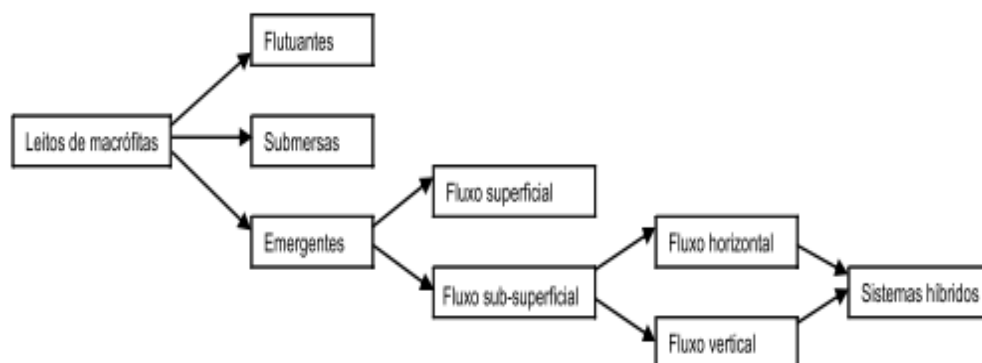 Flutuantes
Leitos de macrófitas
Submersas
Fluxo superficial
Emergentes
Fluxo horizontal
Fluxo sub-superficial
Sistemas híbridos
Fluxo vertical